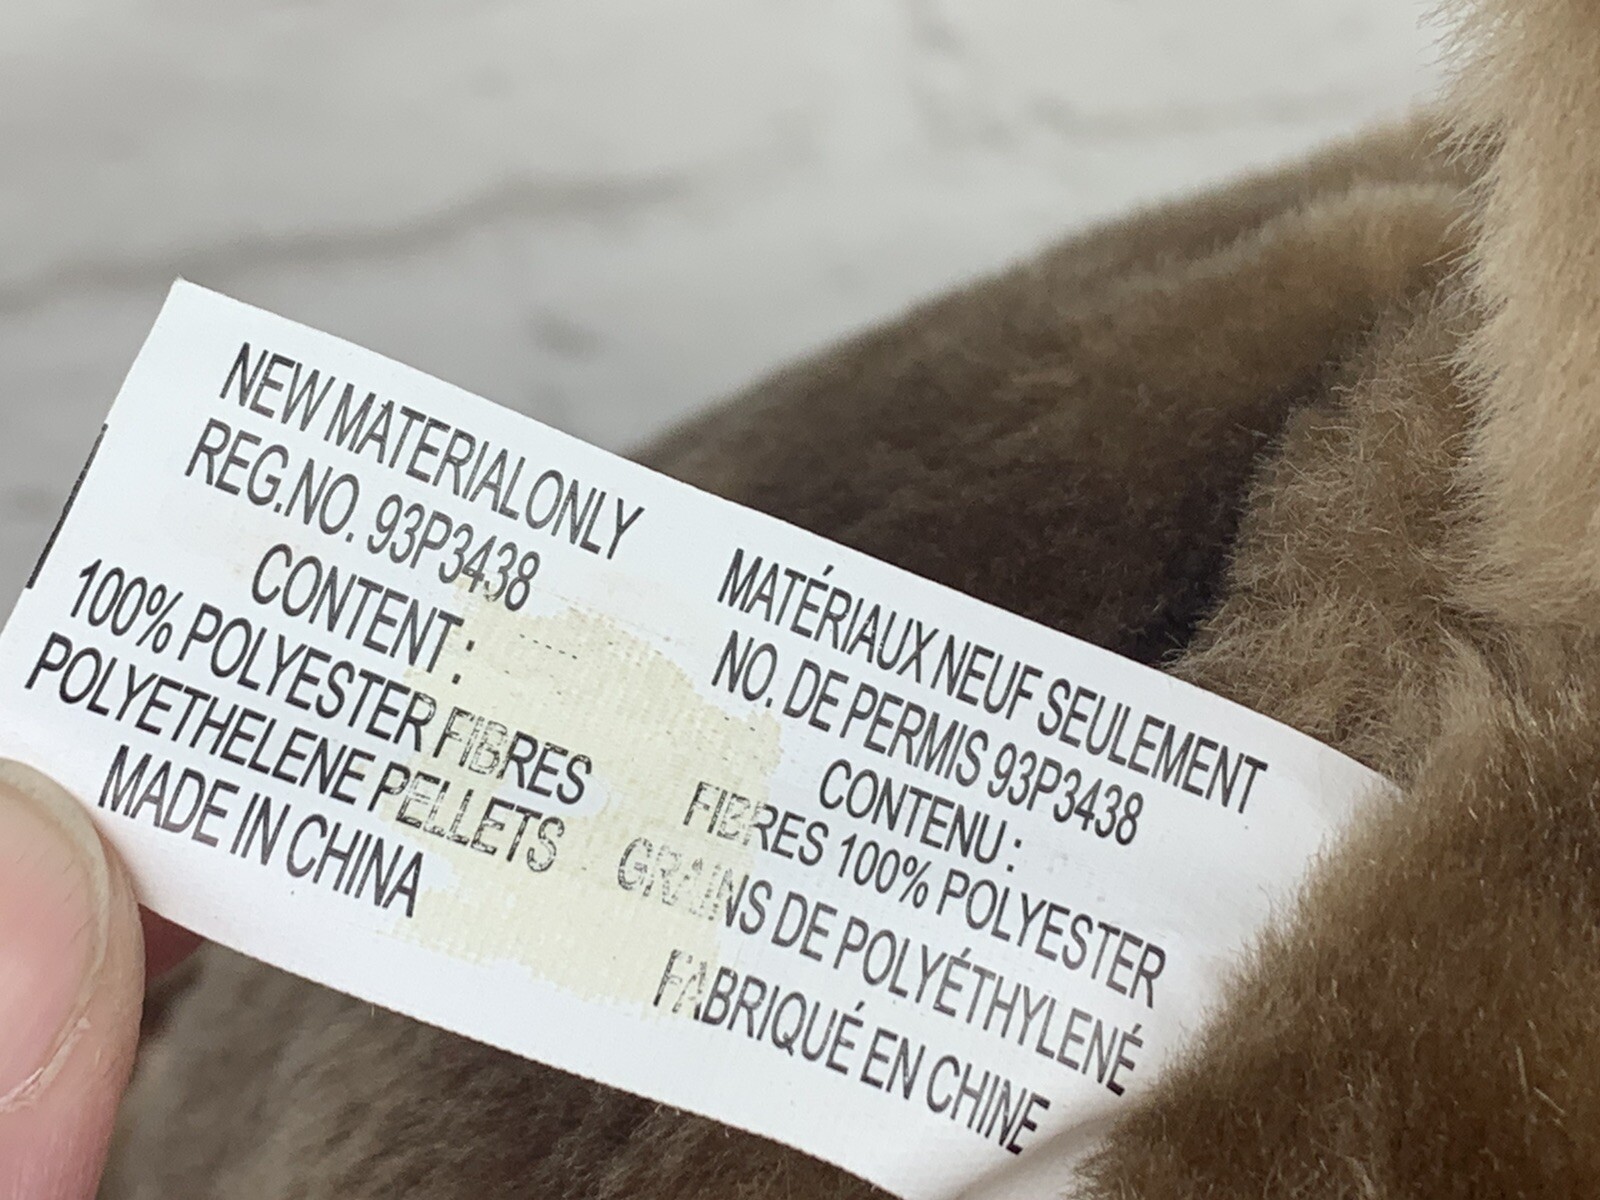 NEW MATERIAL ONLY
REG.NO. 93P3438
CONTENT :
100% POLYESTER FIBRES
POLYETHELENE PELLETS
MADE IN CHINA
MATÉRIAUX NEUF SEULEMENT
NO. DE PERMIS 93P3438
CONTENU :
FIBRES 100% POLYESTER
GRAINS DE POLYÉTHYLENÉ
FABRIQUÉ EN CHINE